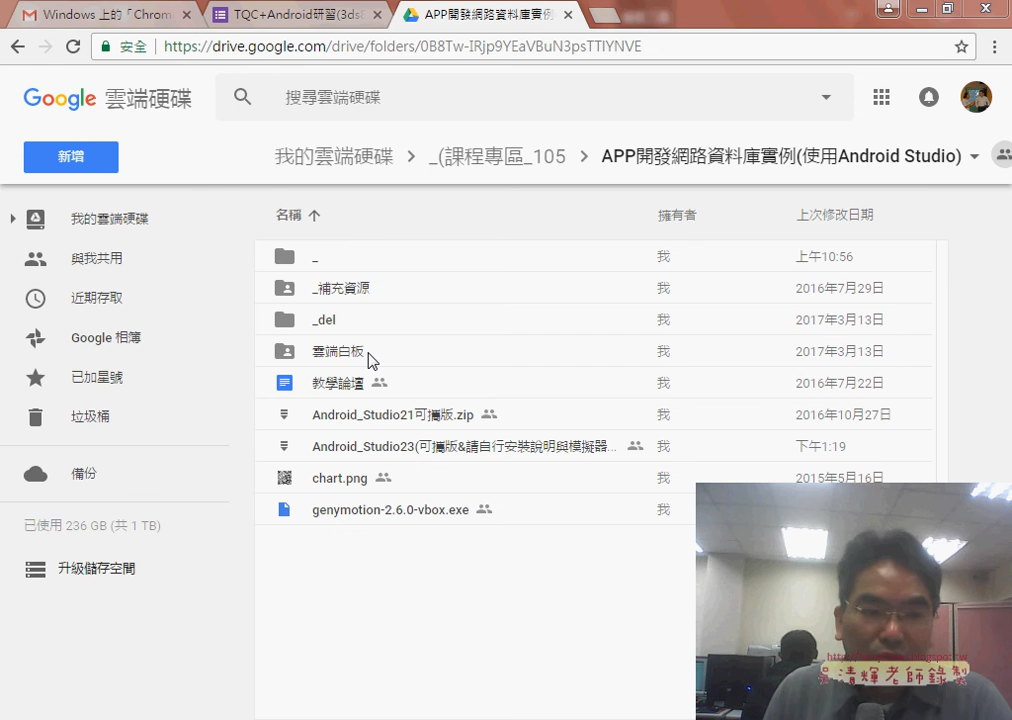 Windows 上的「Chrom
TQC+Android研習(3ds
APP開發網路資料庫實例
安全 https://drive.google.com/drive/folders/0B8Tw-IRjp9YEaVBuN3psTTlYNVE
Google 雲端硬碟
搜尋雲端硬碟
新增
我的雲端硬碟 > _(課程專區_105 > APP開發網路資料庫實例(使用Android Studio)
我的雲端硬碟
與我共用
近期存取
Google 相簿
已加星號
垃圾桶
備份
已使用 236 GB (共 1 TB)
升級儲存空間
名稱 擁有者 上次修改日期
_ 我 上午10:56
_補充資源 我 2016年7月29日
_del 我 2017年3月13日
雲端白板 我 2017年3月13日
教學論壇 我 2016年7月22日
Android_Studio21可攜版.zip 我 2016年10月27日
Android_Studio23(可攜版&請自行安裝說明與模擬器... 我 下午1:19
chart.png 我 2015年5月16日
genymotion-2.6.0-vbox.exe 我
吳清輝老師錄製